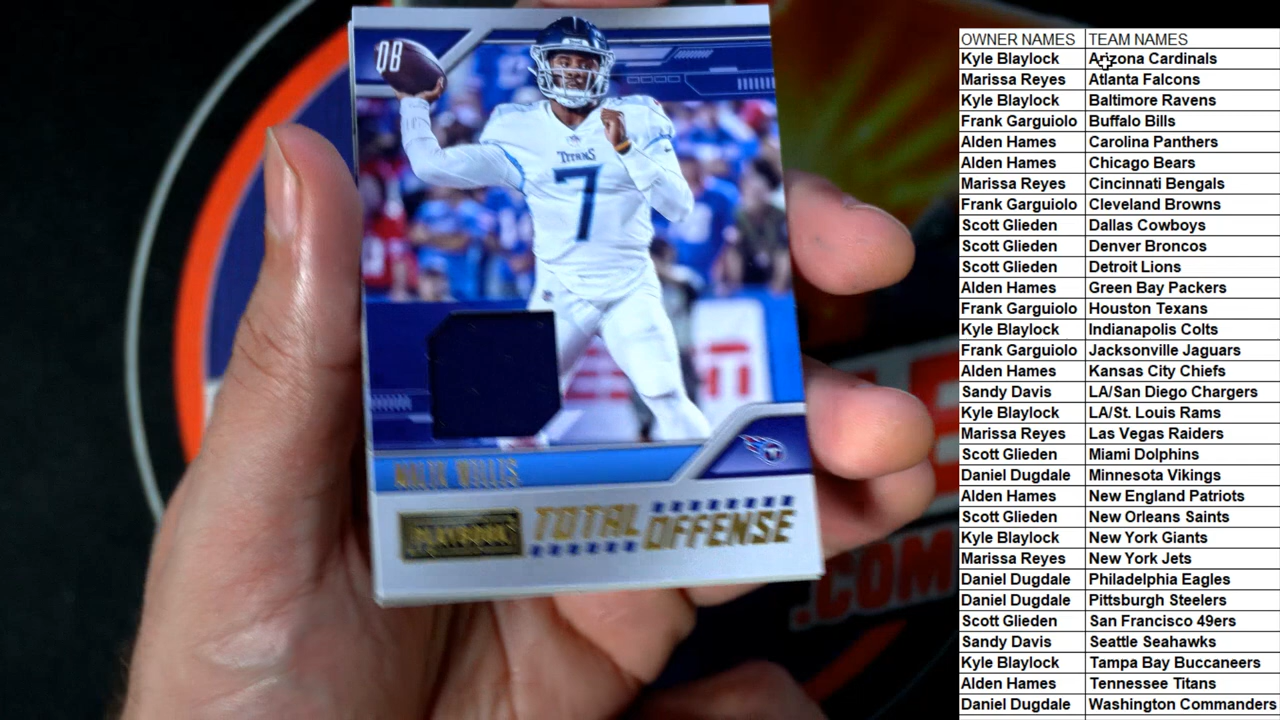 08
TITANS
7
MALIK WILLIS
PLAYBOOK
TOTAL OFFENSE
.COM
OWNER NAMES TEAM NAMES
Kyle Blaylock Arizona Cardinals
Marissa Reyes Atlanta Falcons
Kyle Blaylock Baltimore Ravens
Frank Garguiolo Buffalo Bills
Alden Hames Carolina Panthers
Alden Hames Chicago Bears
Marissa Reyes Cincinnati Bengals
Frank Garguiolo Cleveland Browns
Scott Glieden Dallas Cowboys
Scott Glieden Denver Broncos
Scott Glieden Detroit Lions
Alden Hames Green Bay Packers
Frank Garguiolo Houston Texans
Kyle Blaylock Indianapolis Colts
Frank Garguiolo Jacksonville Jaguars
Alden Hames Kansas City Chiefs
Sandy Davis LA/San Diego Chargers
Kyle Blaylock LA/St. Louis Rams
Marissa Reyes Las Vegas Raiders
Scott Glieden Miami Dolphins
Daniel Dugdale Minnesota Vikings
Alden Hames New England Patriots
Scott Glieden New Orleans Saints
Kyle Blaylock New York Giants
Marissa Reyes New York Jets
Daniel Dugdale Philadelphia Eagles
Daniel Dugdale Pittsburgh Steelers
Scott Glieden San Francisco 49ers
Sandy Davis Seattle Seahawks
Kyle Blaylock Tampa Bay Buccaneers
Alden Hames Tennessee Titans
Daniel Dugdale Washington Commanders